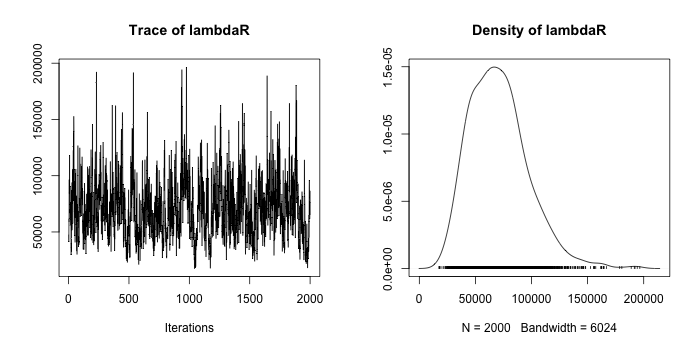 Trace of lambdaR
200000
150000
100000
50000
0
500
1000
1500
2000
Iterations
Density of lambdaR
1.5e-05
1.0e-05
5.0e-06
0.0e+00
0
50000
100000
150000
200000
N = 2000 Bandwidth = 6024